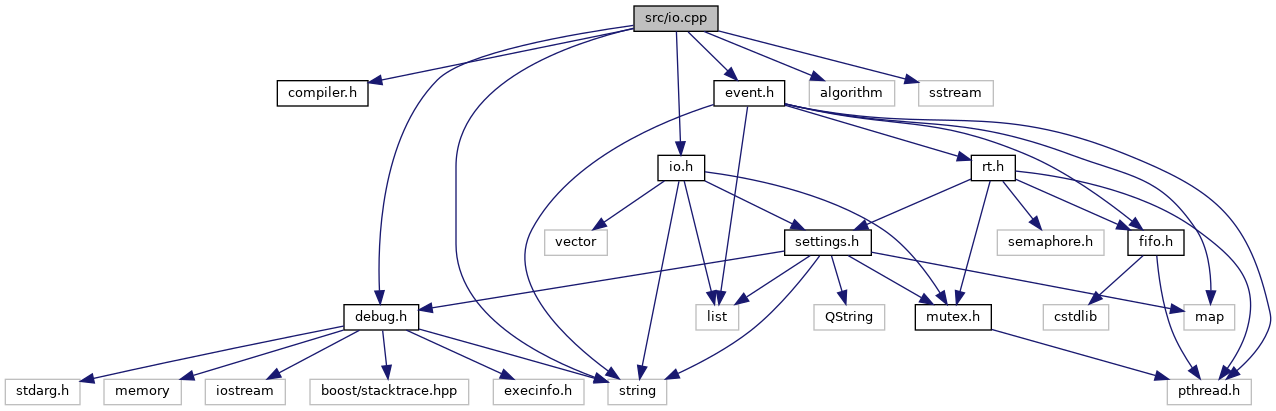 src/io.cpp
compiler.h
event.h
algorithm
sstream
io.h
rt.h
vector
settings.h
semaphore.h
fifo.h
debug.h
list
QString
mutex.h
cstdlib
map
stdarg.h
memory
iostream
boost/stacktrace.hpp
execinfo.h
string
pthread.h